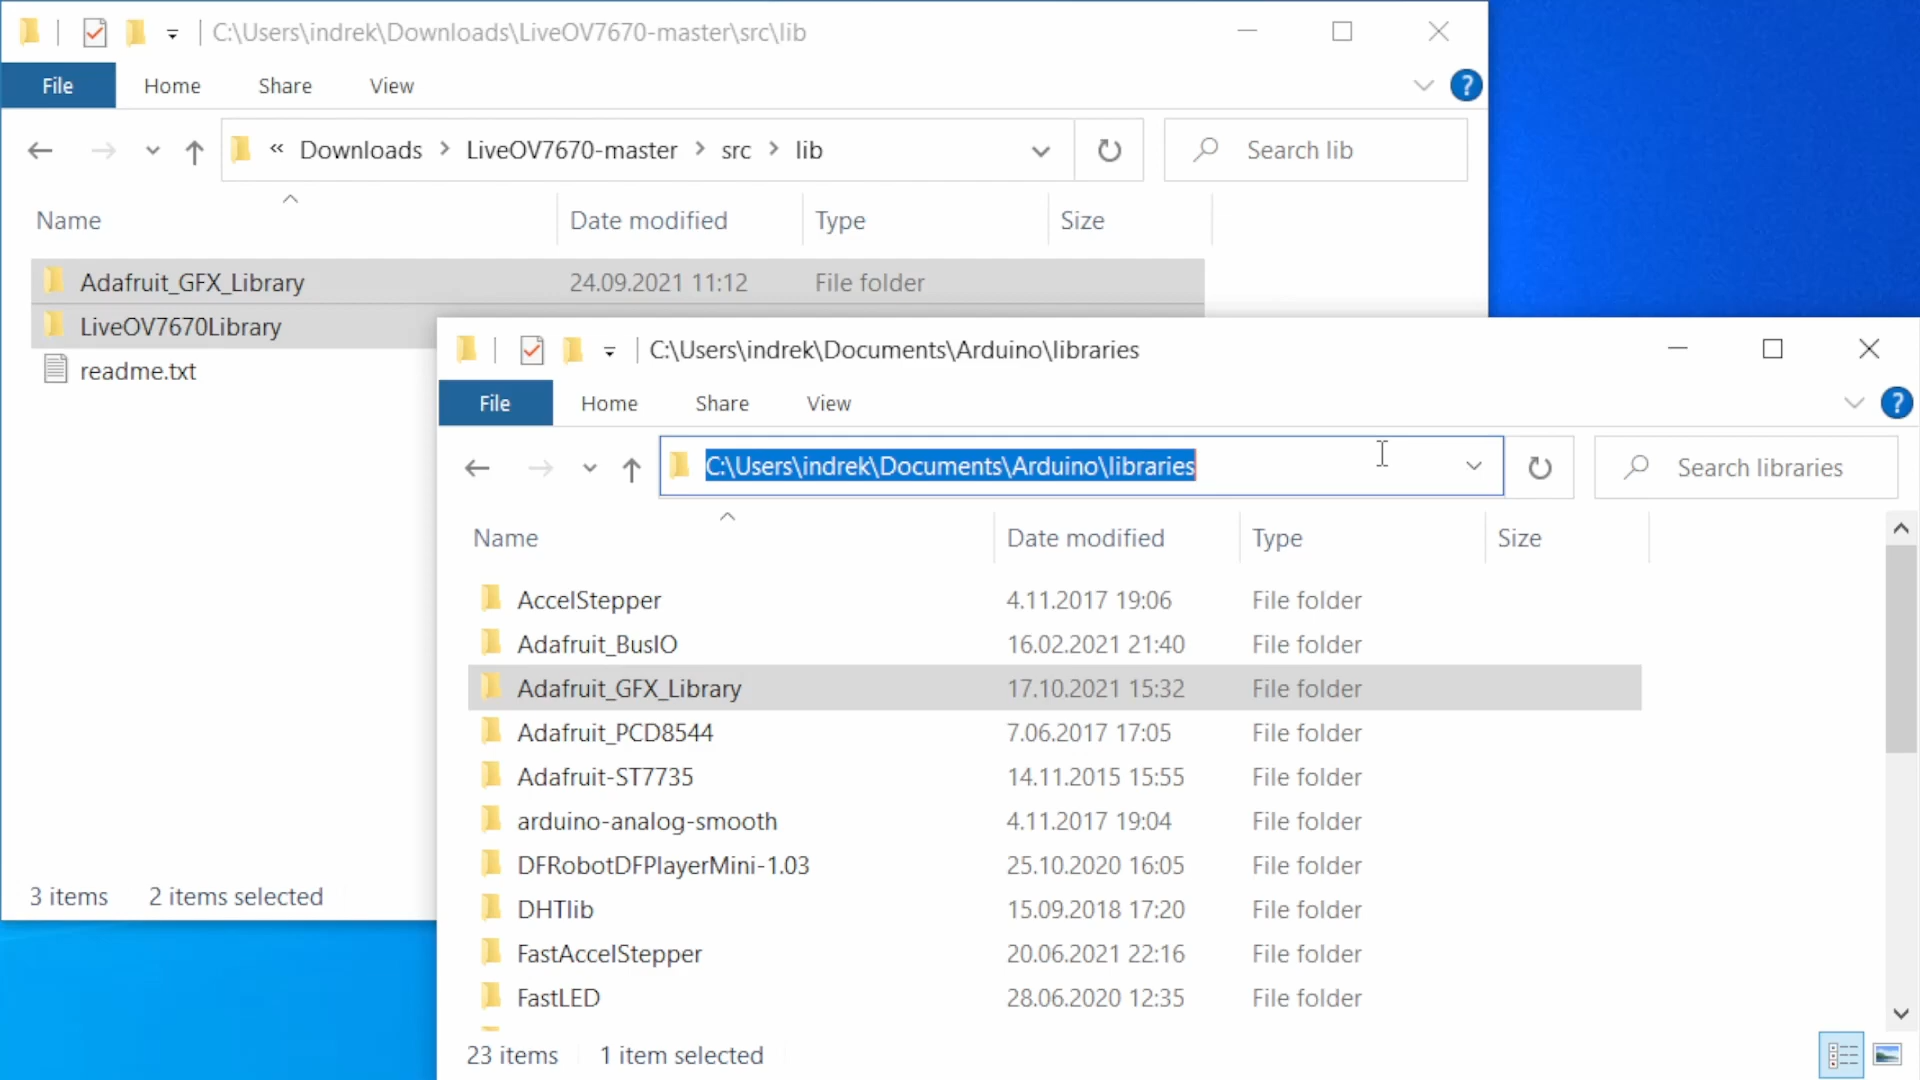 C:\Users\indrek\Downloads\LiveOV7670-master\src\lib
File Home Share View
« Downloads > LiveOV7670-master > src > lib
Search lib
Name Date modified Type Size
Adafruit_GFX_Library 24.09.2021 11:12 File folder
LiveOV7670Library
readme.txt
3 items 2 items selected
C:\Users\indrek\Documents\Arduino\libraries
File Home Share View
C:\Users\indrek\Documents\Arduino\libraries
Search libraries
Name Date modified Type Size
AccelStepper 4.11.2017 19:06 File folder
Adafruit_BusIO 16.02.2021 21:40 File folder
Adafruit_GFX_Library 17.10.2021 15:32 File folder
Adafruit_PCD8544 7.06.2017 17:05 File folder
Adafruit-ST7735 14.11.2015 15:55 File folder
arduino-analog-smooth 4.11.2017 19:04 File folder
DFRobotDFPlayerMini-1.03 25.10.2020 16:05 File folder
DHTlib 15.09.2018 17:20 File folder
FastAccelStepper 20.06.2021 22:16 File folder
FastLED 28.06.2020 12:35 File folder
23 items 1 item selected